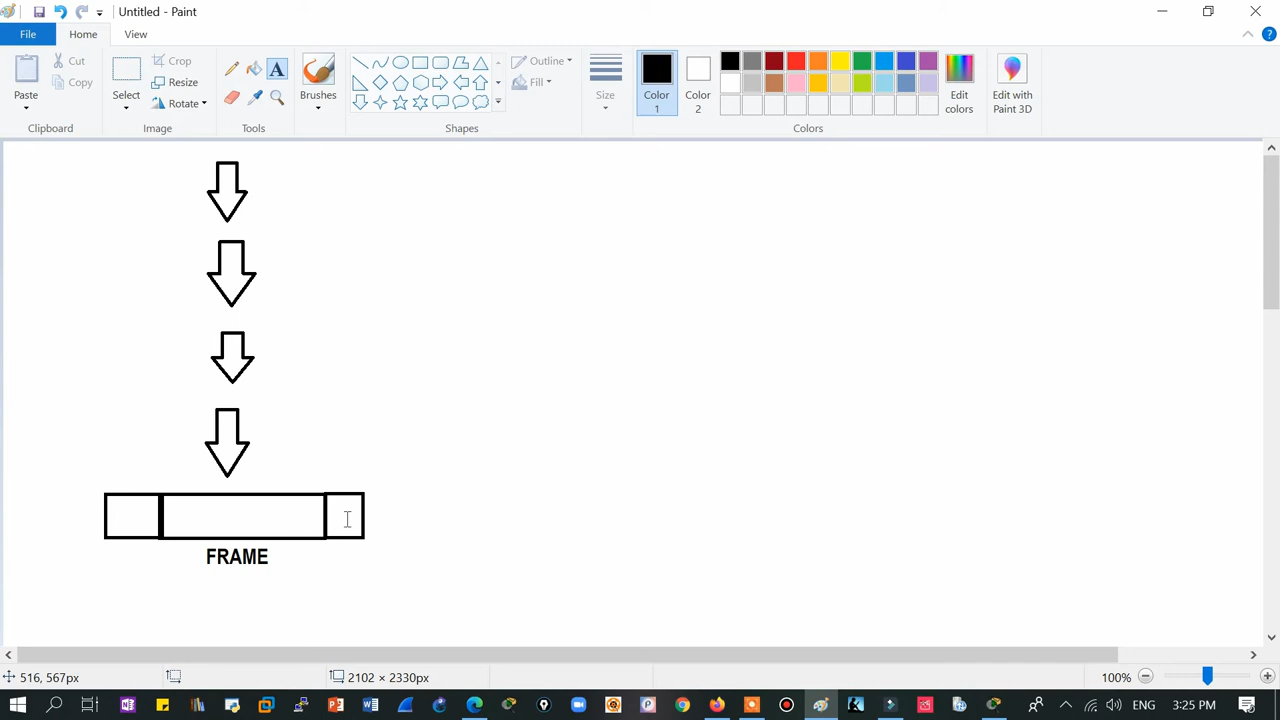 Untitled - Paint
File
Home
View
Paste
Cut
Copy
Clipboard
Select
Crop
Resize
Rotate
Image
A
Tools
Brushes
Outline
Fill
Shapes
Size
Color
1
Color
2
Edit
colors
Colors
Edit with
Paint 3D
FRAME
516, 567px
2102 × 2330px
100%
ENG
3:25 PM